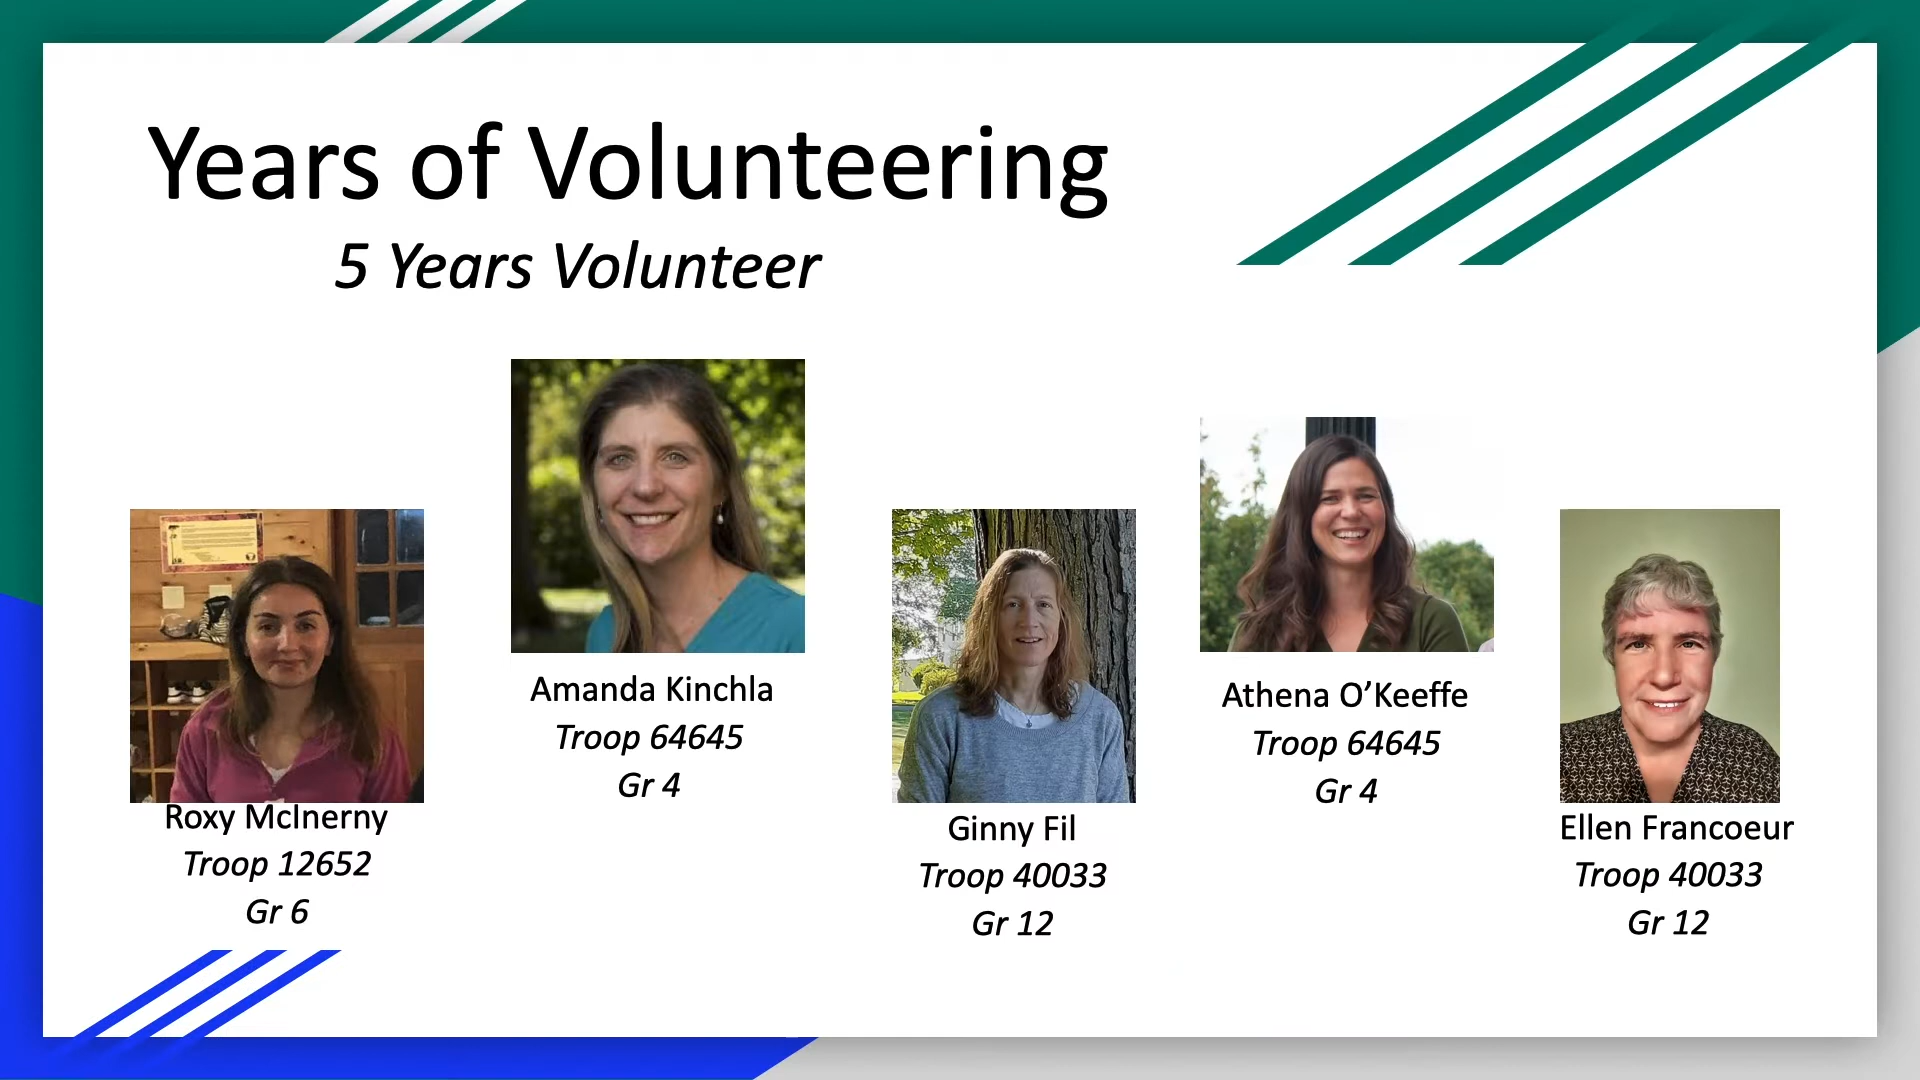 Years of Volunteering
5 Years Volunteer
Roxy McInerny
Troop 12652
Gr 6
Amanda Kinchla
Troop 64645
Gr 4
Ginny Fil
Troop 40033
Gr 12
Athena O’Keeffe
Troop 64645
Gr 4
Ellen Francoeur
Troop 40033
Gr 12